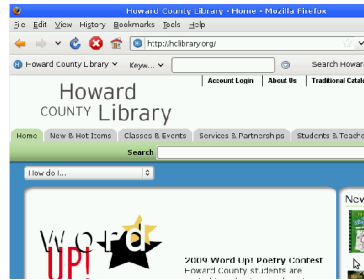 Howard County Library - Home - Mozilla Firefox
File Edit View History Bookmarks Tools Help
http://hclibrary.org/
Howard County Library Keyw... Search Howar
Account Login About Us Traditional Catal
Howard
COUNTY Library
Home New & Hot Items Classes & Events Services & Partnerships Students & Teache
Search
How do I...
New
word
UP!
2009 Word Up! Poetry Contest
Howard County students are